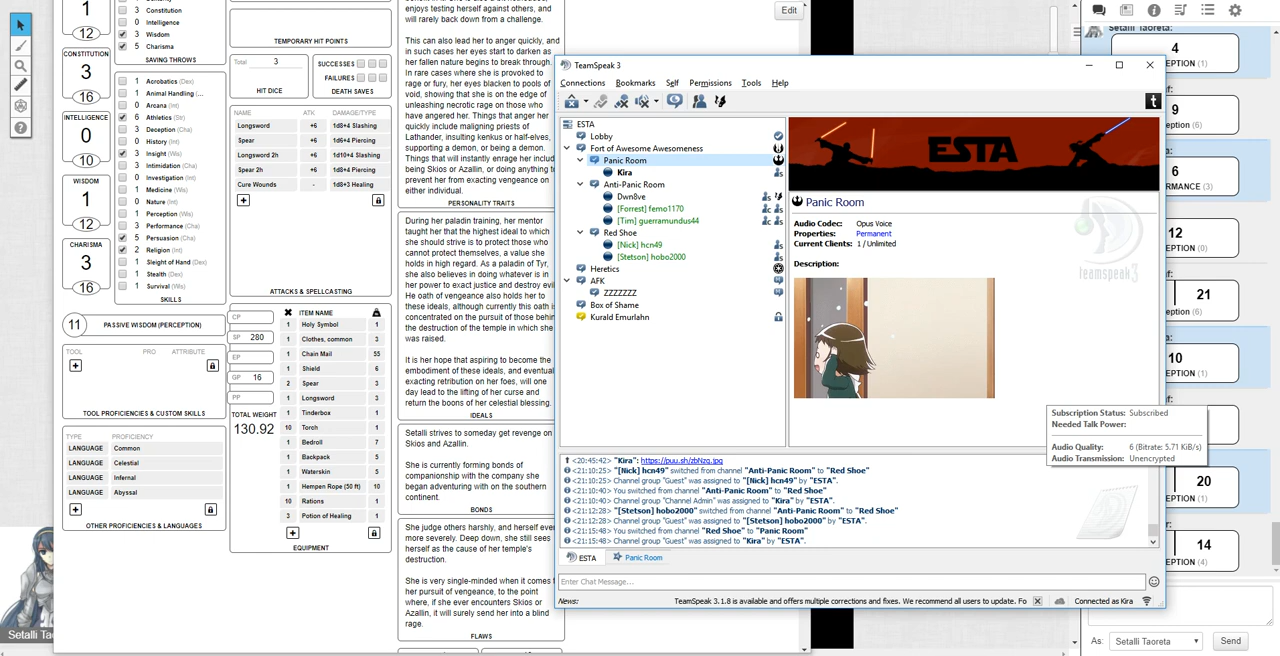 1
3 Constitution
0 Intelligence
3 Wisdom
5 Charisma
12
SAVING THROWS
CONSTITUTION
3
16
INTELLIGENCE
0
10
WISDOM
1
12
CHARISMA
3
16
1 Acrobatics (Dex)
1 Animal Handling (...
0 Arcana (Int)
6 Athletics (Str)
3 Deception (Cha)
0 History (Int)
3 Insight (Wis)
3 Intimidation (Cha)
0 Investigation (Int)
1 Medicine (Wis)
0 Nature (Int)
1 Perception (Wis)
3 Performance (Cha)
5 Persuasion (Cha)
2 Religion (Int)
1 Sleight of Hand (Dex)
1 Stealth (Dex)
1 Survival (Wis)
SKILLS
11 PASSIVE WISDOM (PERCEPTION)
TOOL PRO ATTRIBUTE
TOOL PROFICIENCIES & CUSTOM SKILLS
TYPE PROFICIENCY
LANGUAGE Common
LANGUAGE Celestial
LANGUAGE Infernal
LANGUAGE Abyssal
OTHER PROFICIENCIES & LANGUAGES
TEMPORARY HIT POINTS
Total 3
HIT DICE
SUCCESSES
FAILURES
DEATH SAVES
NAME ATK DAMAGE/TYPE
Longsword +6 1d8+4 Slashing
Spear +6 1d6+4 Piercing
Longsword 2h +6 1d10+4 Slashing
Spear 2h +6 1d8+4 Piercing
Cure Wounds - 1d8+3 Healing
ATTACKS & SPELLCASTING
CP
SP 280
EP
GP 16
PP
TOTAL WEIGHT
130.92
ITEM NAME
1 Holy Symbol 1
1 Clothes, common 3
1 Chain Mail 55
1 Shield 6
2 Spear 3
1 Longsword 3
1 Tinderbox 1
10 Torch 1
1 Bedroll 7
1 Backpack 5
1 Waterskin 5
1 Hempen Rope (50 ft) 10
10 Rations 1
3 Potion of Healing 1
EQUIPMENT
enjoys testing herself against others, and
will rarely back down from a challenge.
This can also lead her to anger quickly, and
in such cases her eyes start to darken as
her fallen nature begins to break through.
In rare cases where she is provoked to
rage or fury, her eyes blacken to pools of
void, showing that she is on the edge of
unleashing necrotic rage on those who
have angered her. Things that anger her
quickly include maligning priests of
Lathander, insulting kenkus or half-elves,
supporting a demon, or being a demon.
Things that will instantly enrage her includ
being Skios or Azallin, or doing anything to
prevent her from exacting vengeance on
either individual.
PERSONALITY TRAITS
During her paladin training, her mentor
taught her that the highest ideal to which
she should strive is to protect those who
cannot protect themselves, a value she
holds in high regard. As a paladin of Tyr,
she also believes in doing whatever is in
her power to exact justice and destroy evil
He oath of vengeance also holds her to
these ideals, although currently this oath is
concentrated on the pursuit of those behin
the destruction of the temple in which she
was raised.
It is her hope that aspiring to become the
embodiment of these ideals, and eventual
exacting retribution on her foes, will one
day lead to the lifting of her curse and
return the boons of her celestial blessing.
IDEALS
Setalli strives to someday get revenge on
Skios and Azallin.
She is currently forming bonds of
companionship with the company she
began adventuring with on the southern
continent.
BONDS
She judges others harshly, and herself even
more severely. Deep down, she still sees
herself as the cause of her temple's
destruction.
She is very single-minded when it comes t
her pursuit of vengeance, to the point
where, if she ever encounters Skios or
Azallin, it will surely send her into a blind
rage.
FLAWS
Setalli Tao
Edit
TeamSpeak 3
Connections Bookmarks Self Permissions Tools Help
ESTA
Lobby
Fort of Awesome Awesomeness
Panic Room
Kira
Anti-Panic Room
Dwn8ve
[Forrest] femo1170
[Tim] guerramundus44
Red Shoe
[Nick] hcn49
[Stetson] hobo2000
Heretics
AFK
ZZZZZZZ
Box of Shame
Kurald Emurlahn
ESTA
Panic Room
Audio Codec: Opus Voice
Properties: Permanent
Current Clients: 1 / Unlimited
Description:
teamspeak3
Subscription Status: Subscribed
Needed Talk Power:
Audio Quality: 6 (Bitrate: 5.71 KiB/s)
Audio Transmission: Unencrypted
<20:45:42> "Kira": https://puu.sh/zbNzq.jpg
<21:10:25> "[Nick] hcn49" switched from channel "Anti-Panic Room" to "Red Shoe"
<21:10:25> Channel group "Guest" was assigned to "[Nick] hcn49" by "ESTA".
<21:10:40> You switched from channel "Anti-Panic Room" to "Red Shoe"
<21:10:40> Channel group "Channel Admin" was assigned to "Kira" by "ESTA".
<21:11:28> "[Stetson] hobo2000" switched from channel "Anti-Panic Room" to "Red Shoe"
<21:11:28> Channel group "Guest" was assigned to "[Stetson] hobo2000" by "ESTA".
<21:15:48> You switched from channel "Red Shoe" to "Panic Room"
<21:15:48> Channel group "Guest" was assigned to "Kira" by "ESTA".
ESTA Panic Room
Enter Chat Message...
News: TeamSpeak 3.1.8 is available and offers multiple corrections and fixes. We recommend all users to update. Fo
Connected as Kira
Setalli Taoreta:
4
EPTION (1)
9
eption (6)
RMANCE (3)
12
EPTION (0)
21
eption (6)
10
EPTION (1)
20
EPTION (1)
14
EPTION (4)
As: Setalli Taoreta
Send